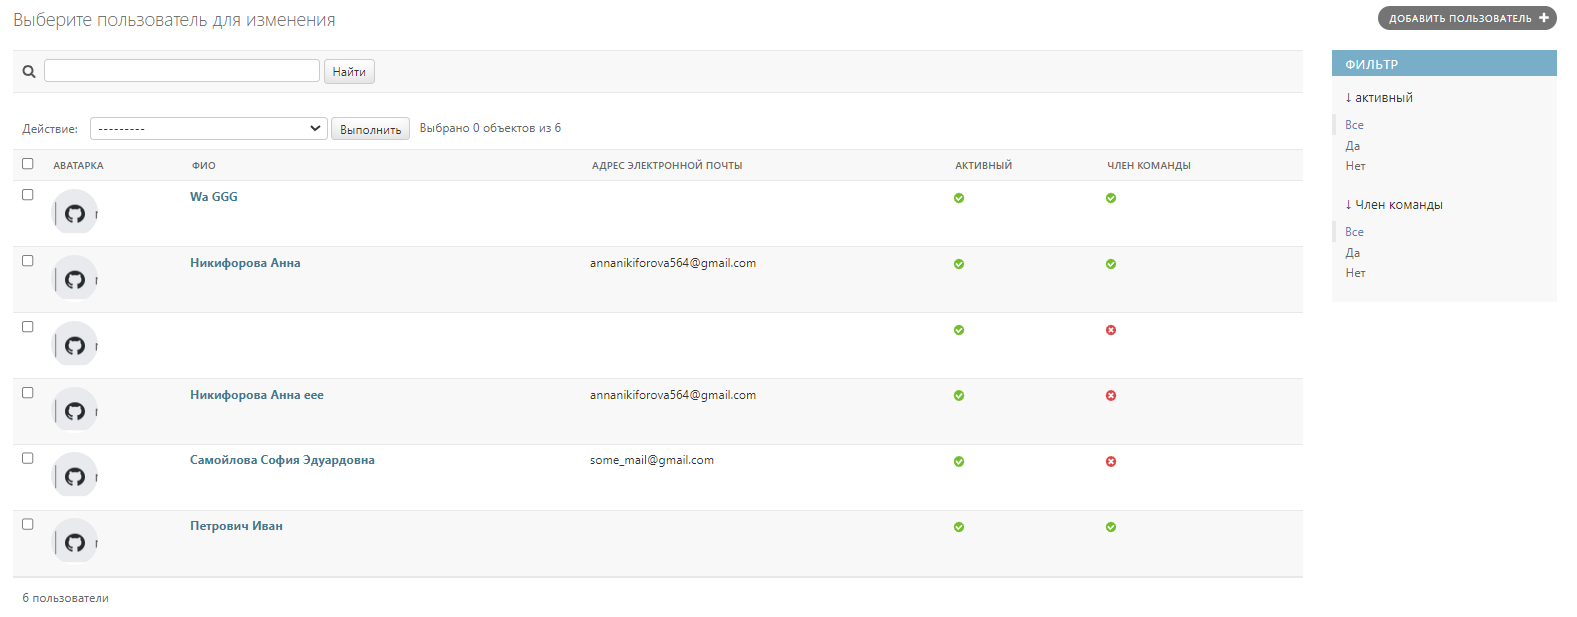 Выберите пользователь для изменения
ДОБАВИТЬ ПОЛЬЗОВАТЕЛЬ
Найти
Действие: --------- Выполнить Выбрано 0 объектов из 6
АВАТАРКА ФИО АДРЕС ЭЛЕКТРОННОЙ ПОЧТЫ АКТИВНЫЙ ЧЛЕН КОМАНДЫ
Wa GGG
Никифорова Анна annanikiforova564@gmail.com
Никифорова Анна еее annanikiforova564@gmail.com
Самойлова София Эдуардовна some_mail@gmail.com
Петрович Иван
6 пользователи
ФИЛЬТР
↓ активный
Все
Да
Нет
↓ Член команды
Все
Да
Нет